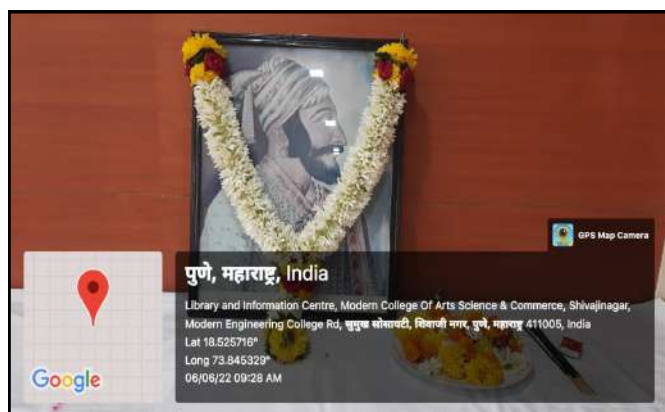 GPS Map Camera
पुणे, महाराष्ट्र, India
Library and Information Centre, Modern College Of Arts Science & Commerce, Shivajinagar,
Modern Engineering College Rd, सुमुख सोसायटी, शिवाजी नगर, पुणे, महाराष्ट्र 411005, India
Lat 18.525716°
Long 73.845329°
06/06/22 09:28 AM
Google